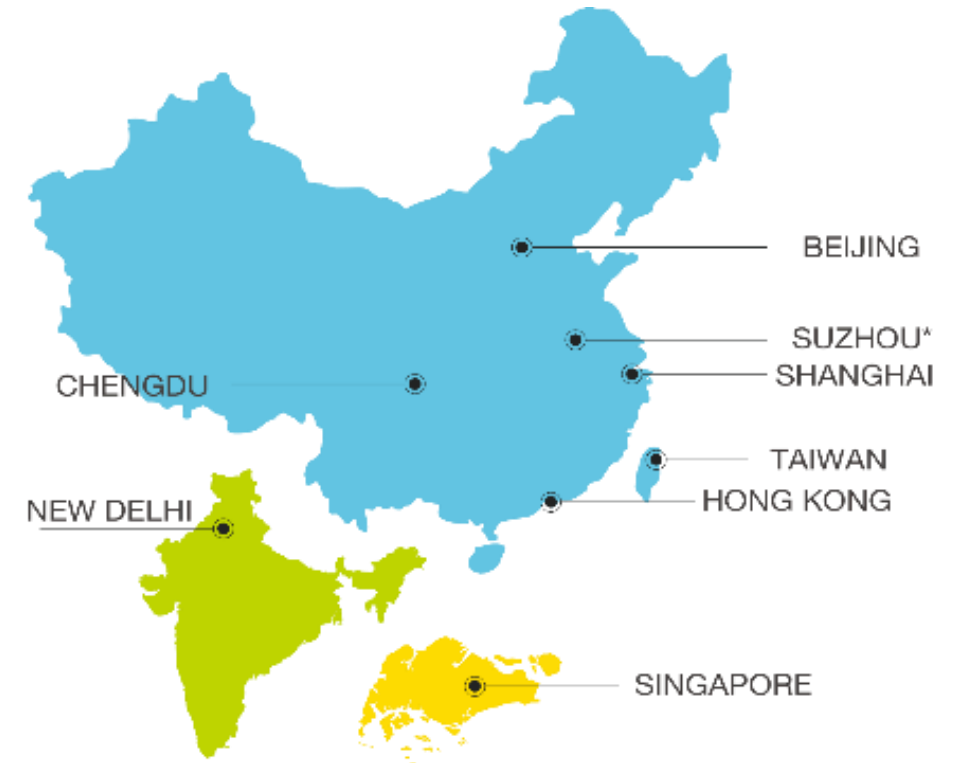 BEIJING
SUZHOU*
SHANGHAI
CHENGDU
TAIWAN
HONG KONG
NEW DELHI
SINGAPORE